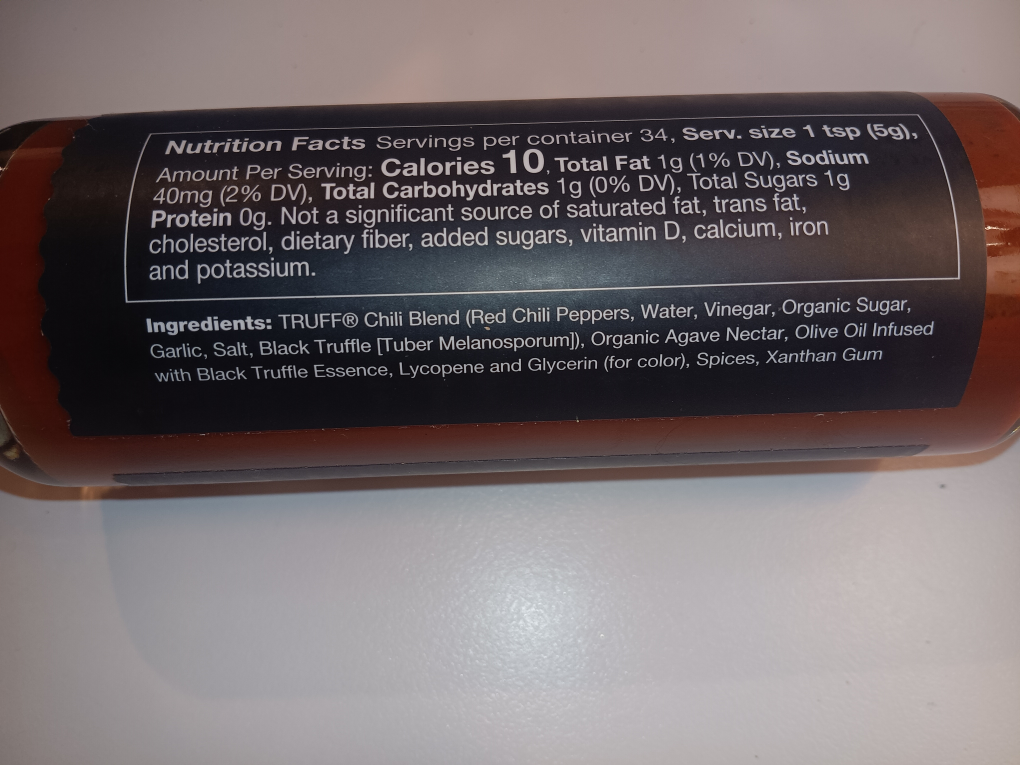 Nutrition Facts Servings per container 34, Serv. size 1 tsp (5g),
Amount Per Serving: Calories 10, Total Fat 1g (1% DV), Sodium
40mg (2% DV), Total Carbohydrates 1g (0% DV), Total Sugars 1g
Protein 0g. Not a significant source of saturated fat, trans fat,
cholesterol, dietary fiber, added sugars, vitamin D, calcium, iron
and potassium.
Ingredients: TRUFF® Chili Blend (Red Chili Peppers, Water, Vinegar, Organic Sugar,
Garlic, Salt, Black Truffle [Tuber Melanosporum]), Organic Agave Nectar, Olive Oil Infused
with Black Truffle Essence, Lycopene and Glycerin (for color), Spices, Xanthan Gum